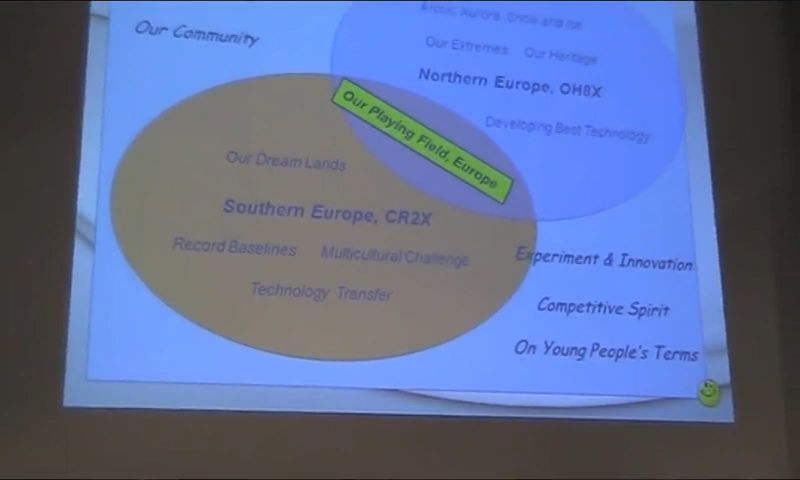 Arctic, Aurora, Snow and Ice
Our Community
Our Extremes Our Heritage
Northern Europe, OH8X
Developing Best Technology
Our Playing Field, Europe
Our Dream Lands
Southern Europe, CR2X
Record Baselines Multicultural Challenge
Technology Transfer
Experiment & Innovation
Competitive Spirit
On Young People's Terms